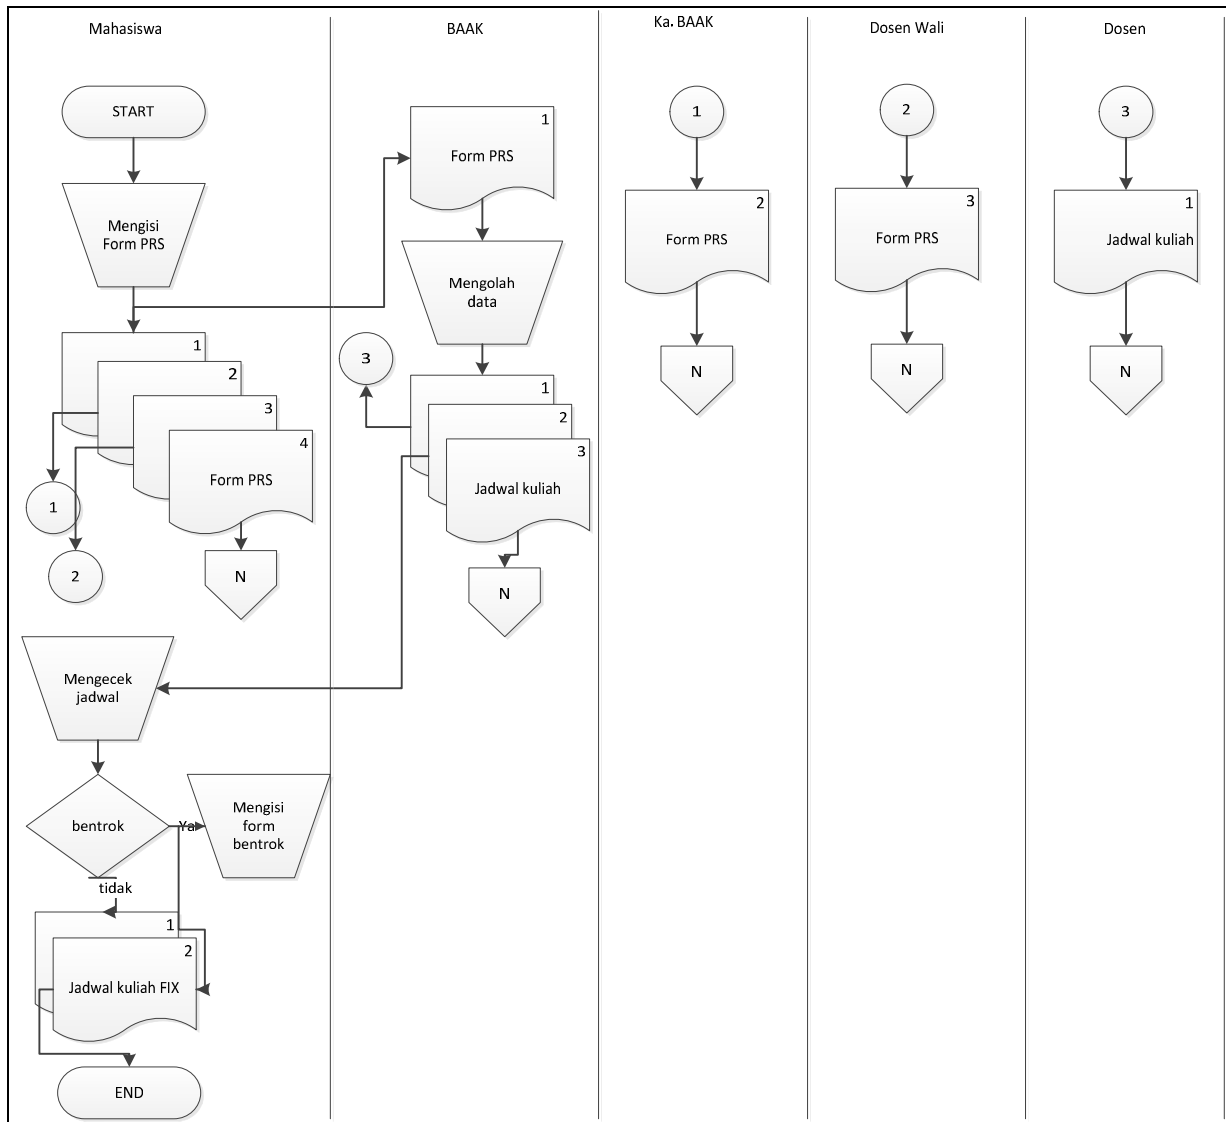 Mahasiswa
BAAK
Ka. BAAK
Dosen Wali
Dosen
START
Mengisi
Form PRS
1
2
3
4
Form PRS
1
2
N
Mengecek
jadwal
bentrok
Ya
Mengisi
form
bentrok
tidak
1
2
Jadwal kuliah FIX
END
1
Form PRS
Mengolah
data
3
1
2
3
Jadwal kuliah
N
1
2
Form PRS
N
2
3
Form PRS
N
3
1
Jadwal kuliah
N